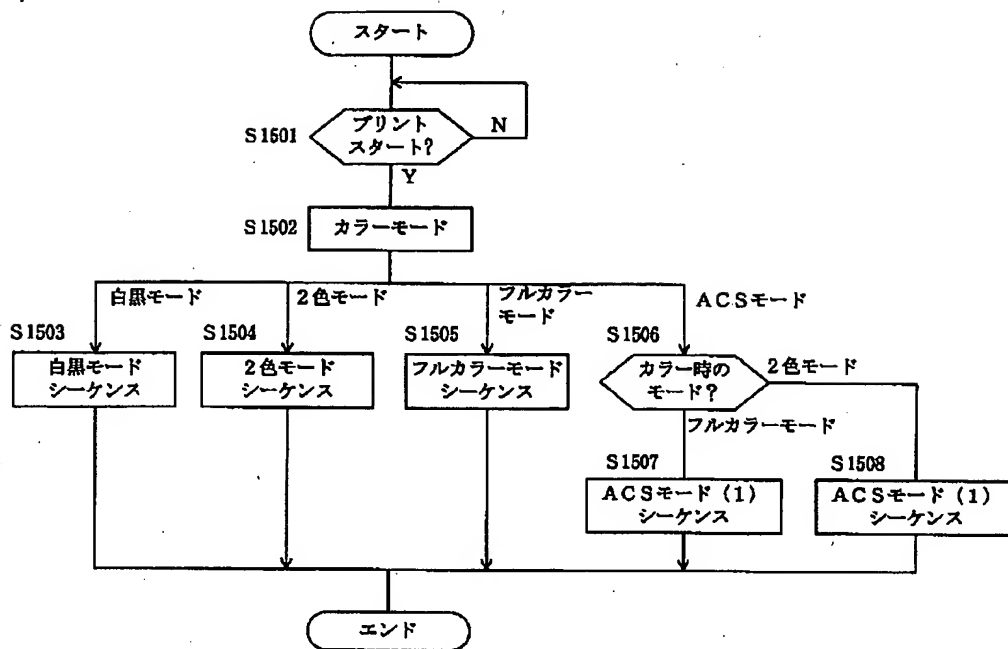 スタート
S1501
プリント
スタート?
N
Y
S1502
カラーモード
白黒モード
2色モード
フルカラー
モード
ACSモード
S1503
白黒モード
シーケンス
S1504
2色モード
シーケンス
S1505
フルカラーモード
シーケンス
S1506
カラー時の
モード?
2色モード
フルカラーモード
S1507
ACSモード(1)
シーケンス
S1508
ACSモード(1)
シーケンス
エンド